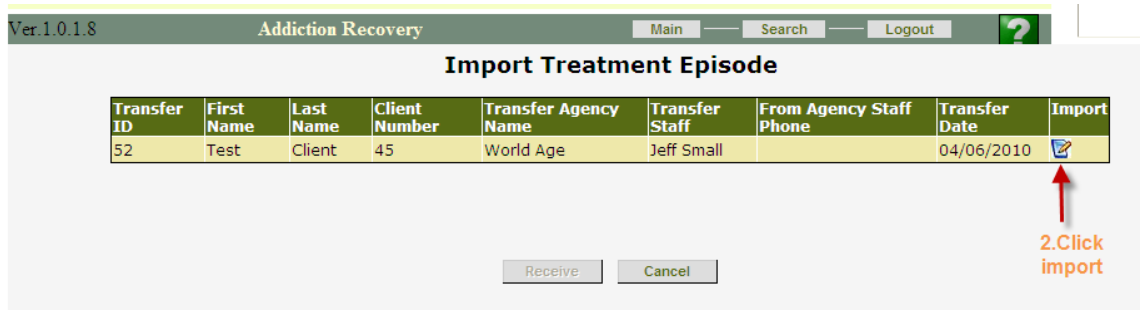 Ver.1.0.1.8 Addiction Recovery Main Search Logout ?
Import Treatment Episode
Transfer ID First Name Last Name Client Number Transfer Agency Name Transfer Staff From Agency Staff Phone Transfer Date Import
52 Test Client 45 World Age Jeff Small 04/06/2010
2.Click
import
Receive Cancel